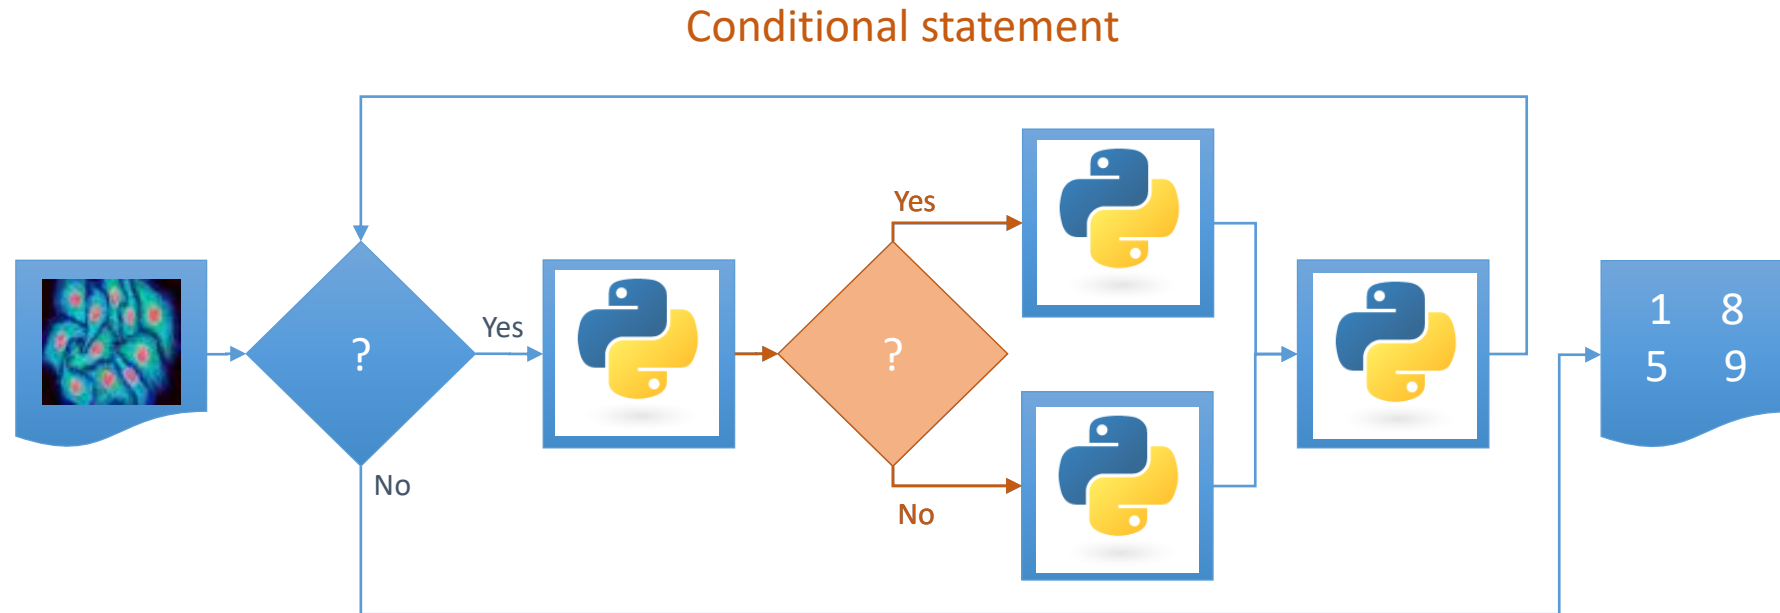 Conditional statement
Yes
?
Yes
?
No
No
1 8
5 9